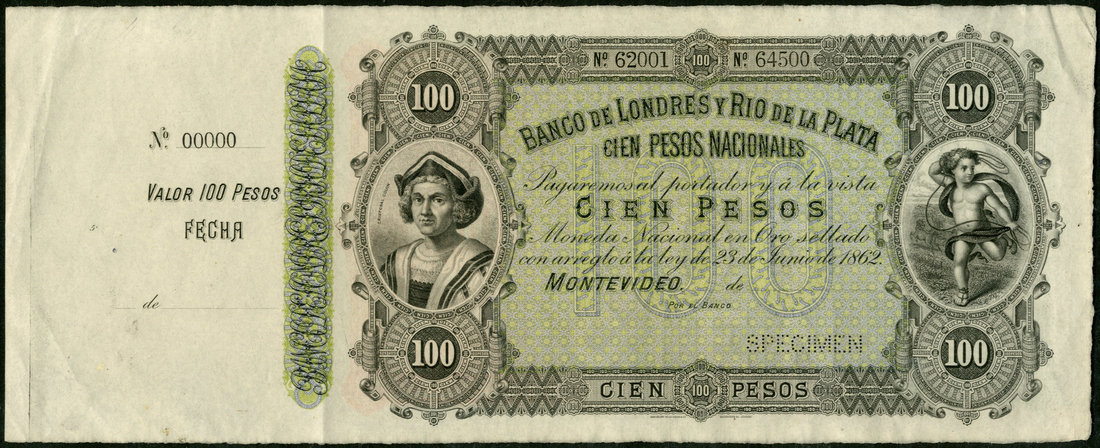 Nº 00000
VALOR 100 PESOS
FECHA
de
Nº. 62001 100 Nº. 64500
100 100
BANCO DE LONDRES Y RIO DE LA PLATA
CIEN PESOS NACIONALES
100
Pagaremos al portador y á la vista
CIEN PESOS
Moneda Nacional en Oro sellado
con arreglo á la ley de 23 de Junio de 1862.
MONTEVIDEO. de
POR EL BANCO
SPECIMEN
100 100
CIEN 100 PESOS